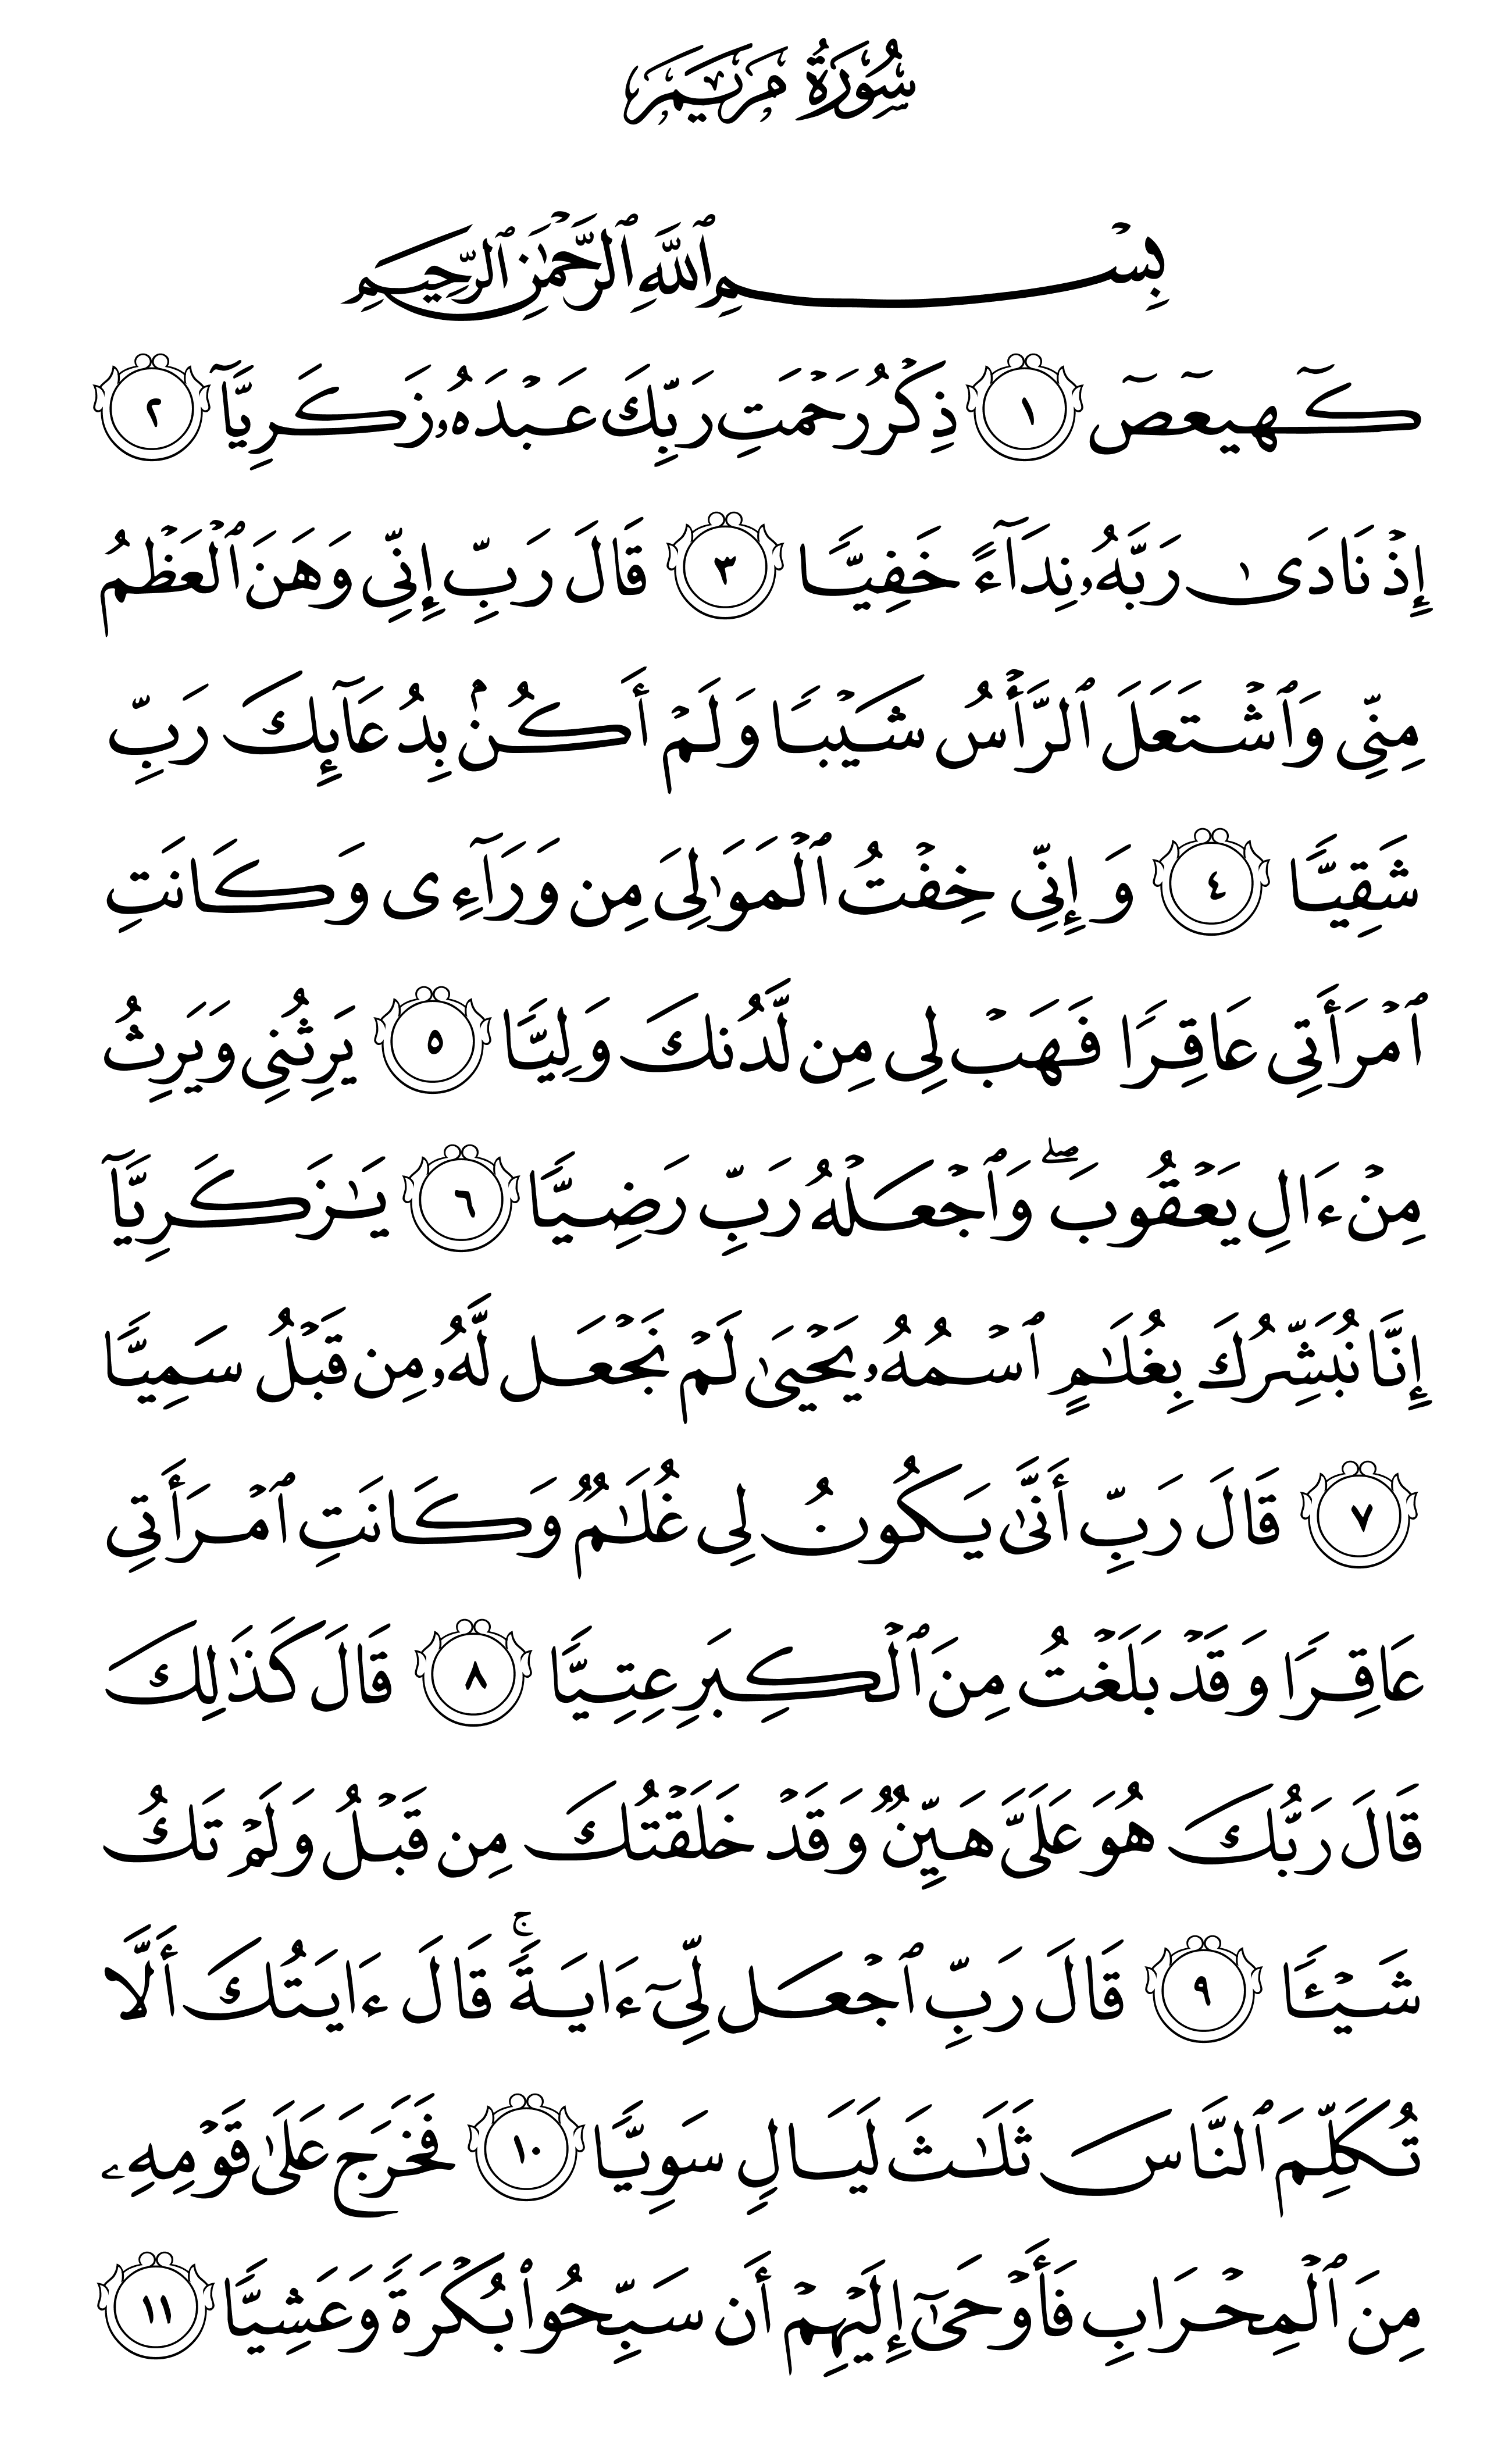 سُورَةُ مَرۡيَمَ
بِسۡمِ ٱللَّهِ ٱلرَّحۡمَٰنِ ٱلرَّحِيمِ
كٓهيعٓصٓ ١ ذِكۡرُ رَحۡمَتِ رَبِّكَ عَبۡدَهُۥ زَكَرِيَّآ ٢
إِذۡ نَادَىٰ رَبَّهُۥ نِدَآءً خَفِيّٗا ٣ قَالَ رَبِّ إِنِّي وَهَنَ ٱلۡعَظۡمُ
مِنِّي وَٱشۡتَعَلَ ٱلرَّأۡسُ شَيۡبٗا وَلَمۡ أَكُنۢ بِدُعَآئِكَ رَبِّ
شَقِيّٗا ٤ وَإِنِّي خِفۡتُ ٱلۡمَوَٰلِيَ مِن وَرَآءِي وَكَانَتِ
ٱمۡرَأَتِي عَاقِرٗا فَهَبۡ لِي مِن لَّدُنكَ وَلِيّٗا ٥ يَرِثُنِي وَيَرِثُ
مِنۡ ءَالِ يَعۡقُوبَۖ وَٱجۡعَلۡهُ رَبِّ رَضِيّٗا ٦ يَٰزَكَرِيَّآ
إِنَّا نُبَشِّرُكَ بِغُلَٰمٍ ٱسۡمُهُۥ يَحۡيَىٰ لَمۡ نَجۡعَل لَّهُۥ مِن قَبۡلُ سَمِيّٗا
٧ قَالَ رَبِّ أَنَّىٰ يَكُونُ لِي غُلَٰمٞ وَكَانَتِ ٱمۡرَأَتِي
عَاقِرٗا وَقَدۡ بَلَغۡتُ مِنَ ٱلۡكِبَرِ عِتِيّٗا ٨ قَالَ كَذَٰلِكَ
قَالَ رَبُّكَ هُوَ عَلَيَّ هَيِّنٞ وَقَدۡ خَلَقۡتُكَ مِن قَبۡلُ وَلَمۡ تَكُ
شَيۡـٔٗا ٩ قَالَ رَبِّ ٱجۡعَل لِّيٓ ءَايَةٗۚ قَالَ ءَايَتُكَ أَلَّا
تُكَلِّمَ ٱلنَّاسَ ثَلَٰثَ لَيَالٖ سَوِيّٗا ١٠ فَخَرَجَ عَلَىٰ قَوۡمِهِۦ
مِنَ ٱلۡمِحۡرَابِ فَأَوۡحَىٰٓ إِلَيۡهِمۡ أَن سَبِّحُواْ بُكۡرَةٗ وَعَشِيّٗا ١١